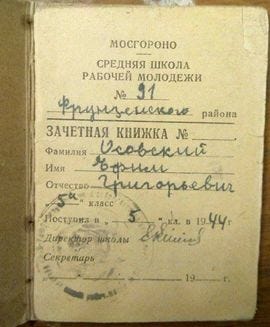 МОСГОРОНО
СРЕДНЯЯ ШКОЛА
РАБОЧЕЙ МОЛОДЕЖИ
№ 91
Фрунзенского района
ЗАЧЕТНАЯ КНИЖКА №
Фамилия Осовский
Имя Ефим
Отчество Григорьевич
"5а" класс
Поступил в "5" кл. в 1944 г.
Директор школы
Секретарь
19 г.